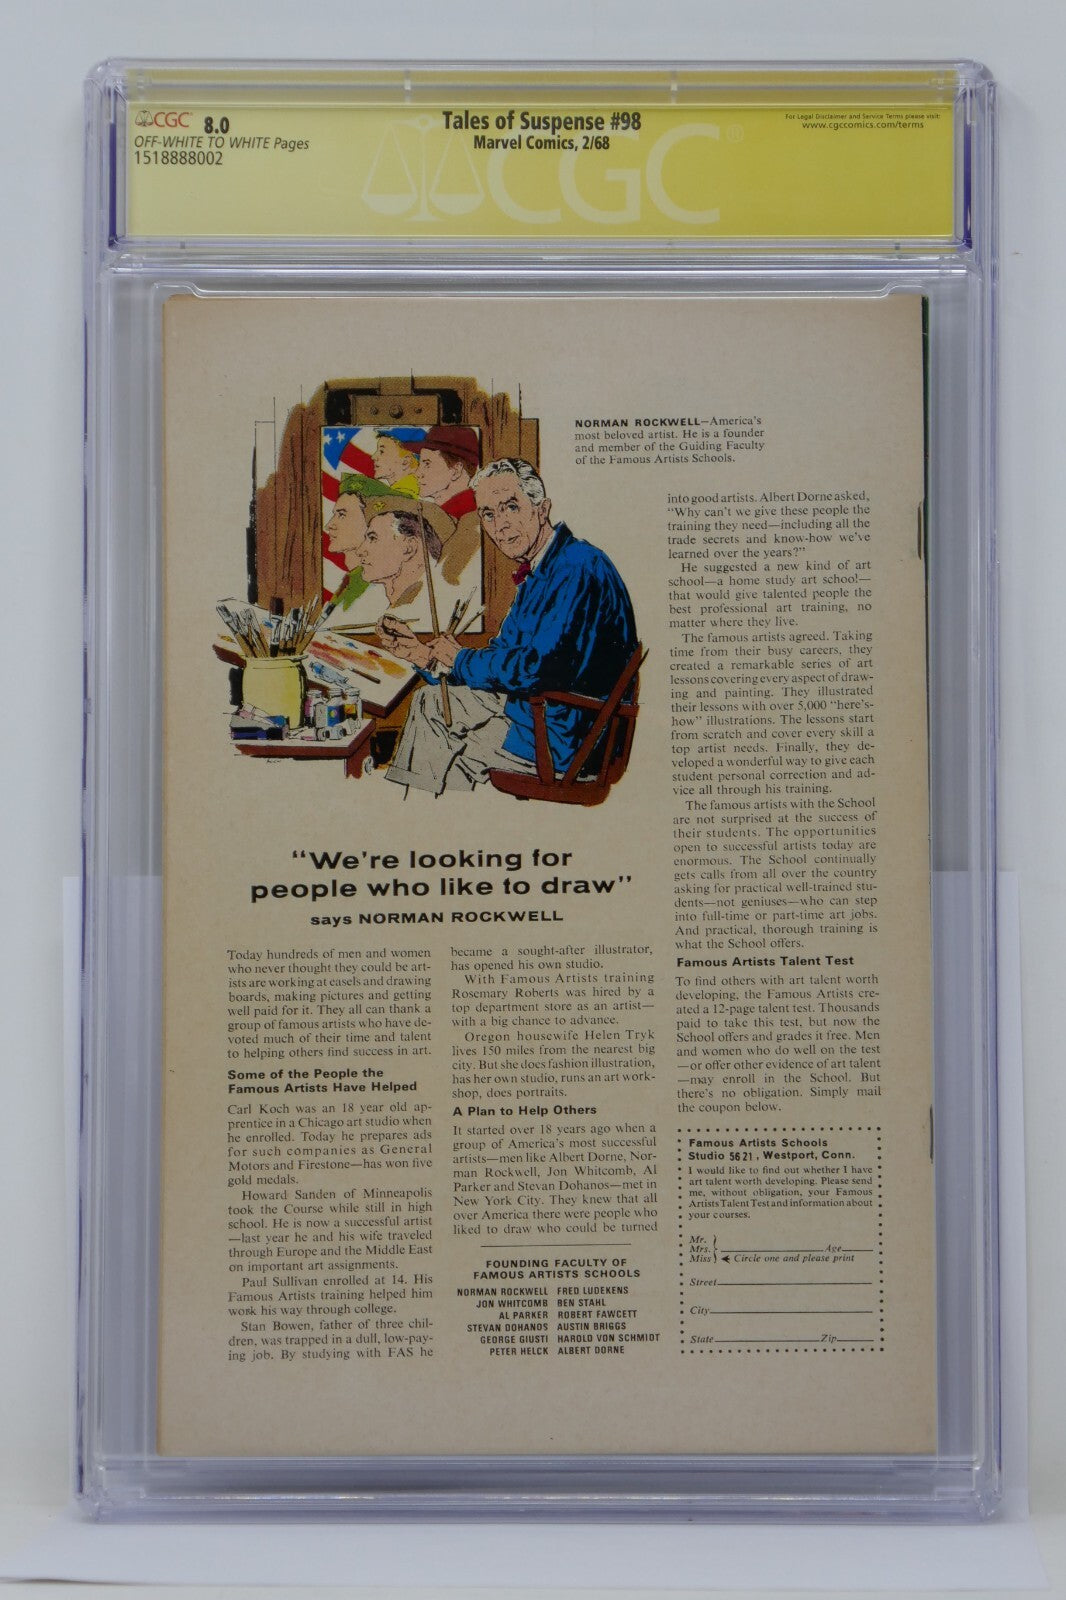 CGC 8.0
OFF-WHITE TO WHITE Pages
1518888002
Tales of Suspense #98
Marvel Comics, 2/68
For Legal Disclaimer and Service Terms please visit:
www.cgccomics.com/terms
CGC
NORMAN ROCKWELL—America's
most beloved artist. He is a founder
and member of the Guiding Faculty
of the Famous Artists Schools.
"We're looking for
people who like to draw"
says NORMAN ROCKWELL
Today hundreds of men and women
who never thought they could be art-
ists are working at easels and drawing
boards, making pictures and getting
well paid for it. They all can thank a
group of famous artists who have de-
voted much of their time and talent
to helping others find success in art.
Some of the People the
Famous Artists Have Helped
Carl Koch was an 18 year old ap-
prentice in a Chicago art studio when
he enrolled. Today he prepares ads
for such companies as General
Motors and Firestone—has won five
gold medals.
Howard Sanden of Minneapolis
took the Course while still in high
school. He is now a successful artist
—last year he and his wife traveled
through Europe and the Middle East
on important art assignments.
Paul Sullivan enrolled at 14. His
Famous Artists training helped him
work his way through college.
Stan Bowen, father of three chil-
dren, was trapped in a dull, low-pay-
ing job. By studying with FAS he
became a sought-after illustrator,
has opened his own studio.
With Famous Artists training
Rosemary Roberts was hired by a
top department store as an artist—
with a big chance to advance.
Oregon housewife Helen Tryk
lives 150 miles from the nearest big
city. But she does fashion illustration,
has her own studio, runs an art work-
shop, does portraits.
A Plan to Help Others
It started over 18 years ago when a
group of America's most successful
artists—men like Albert Dorne, Nor-
man Rockwell, Jon Whitcomb, Al
Parker and Stevan Dohanos—met in
New York City. They knew that all
over America there were people who
liked to draw who could be turned
FOUNDING FACULTY OF
FAMOUS ARTISTS SCHOOLS
NORMAN ROCKWELL FRED LUDEKENS
JON WHITCOMB BEN STAHL
AL PARKER ROBERT FAWCETT
STEVAN DOHANOS AUSTIN BRIGGS
GEORGE GIUSTI HAROLD VON SCHMIDT
PETER HELCK ALBERT DORNE
into good artists. Albert Dorne asked,
"Why can't we give these people the
training they need—including all the
trade secrets and know-how we've
learned over the years?"
He suggested a new kind of art
school—a home study art school—
that would give talented people the
best professional art training, no
matter where they live.
The famous artists agreed. Taking
time from their busy careers, they
created a remarkable series of art
lessons covering every aspect of draw-
ing and painting. They illustrated
their lessons with over 5,000 "here's-
how" illustrations. The lessons start
from scratch and cover every skill a
top artist needs. Finally, they de-
veloped a wonderful way to give each
student personal correction and ad-
vice all through his training.
The famous artists with the School
are not surprised at the success of
their students. The opportunities
open to successful artists today are
enormous. The School continually
gets calls from all over the country
asking for practical well-trained stu-
dents—not geniuses—who can step
into full-time or part-time art jobs.
And practical, thorough training is
what the School offers.
Famous Artists Talent Test
To find others with art talent worth
developing, the Famous Artists cre-
ated a 12-page talent test. Thousands
paid to take this test, but now the
School offers and grades it free. Men
and women who do well on the test
—or offer other evidence of art talent
—may enroll in the School. But
there's no obligation. Simply mail
the coupon below.
Famous Artists Schools
Studio 5621, Westport, Conn.
I would like to find out whether I have
art talent worth developing. Please send
me, without obligation, your Famous
Artists Talent Test and information about
your courses.
Mr.
Mrs. Age
Miss Circle one and please print
Street
City
State Zip